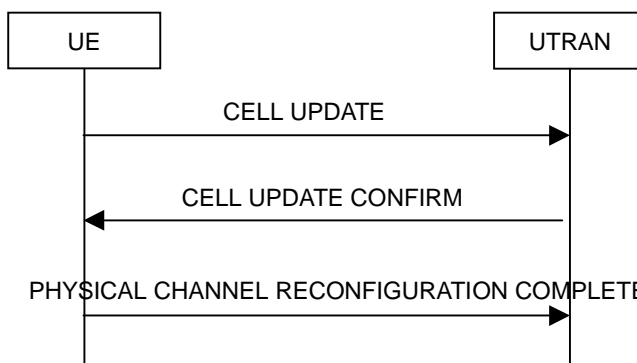 UE
UTRAN
CELL UPDATE
CELL UPDATE CONFIRM
PHYSICAL CHANNEL RECONFIGURATION COMPLETE